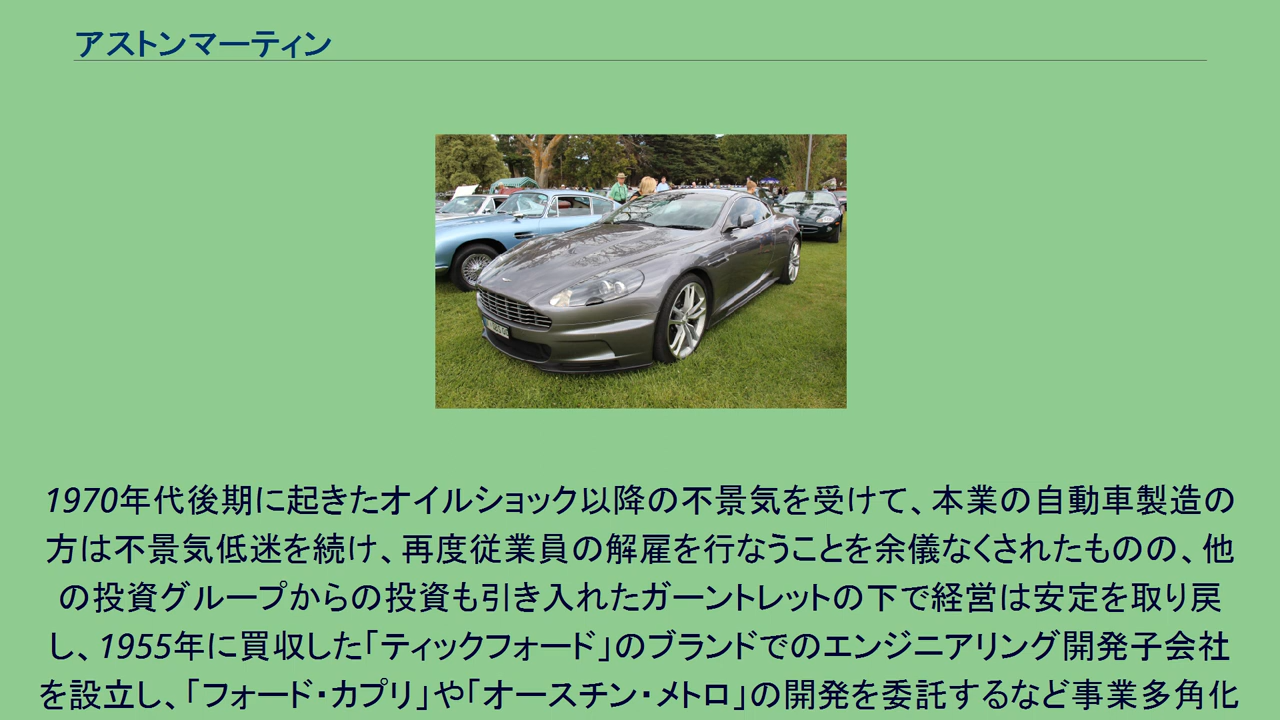 アストンマーティン
1970年代後期に起きたオイルショック以降の不景気を受けて、本業の自動車製造の
方は不景気低迷を続け、再度従業員の解雇を行なうことを余儀なくされたものの、他
の投資グループからの投資も引き入れたガーントレットの下で経営は安定を取り戻
し、1955年に買収した「ティックフォード」のブランドでのエンジニアリング開発子会社
を設立し、「フォード・カプリ」や「オースチン・メトロ」の開発を委託するなど事業多角化